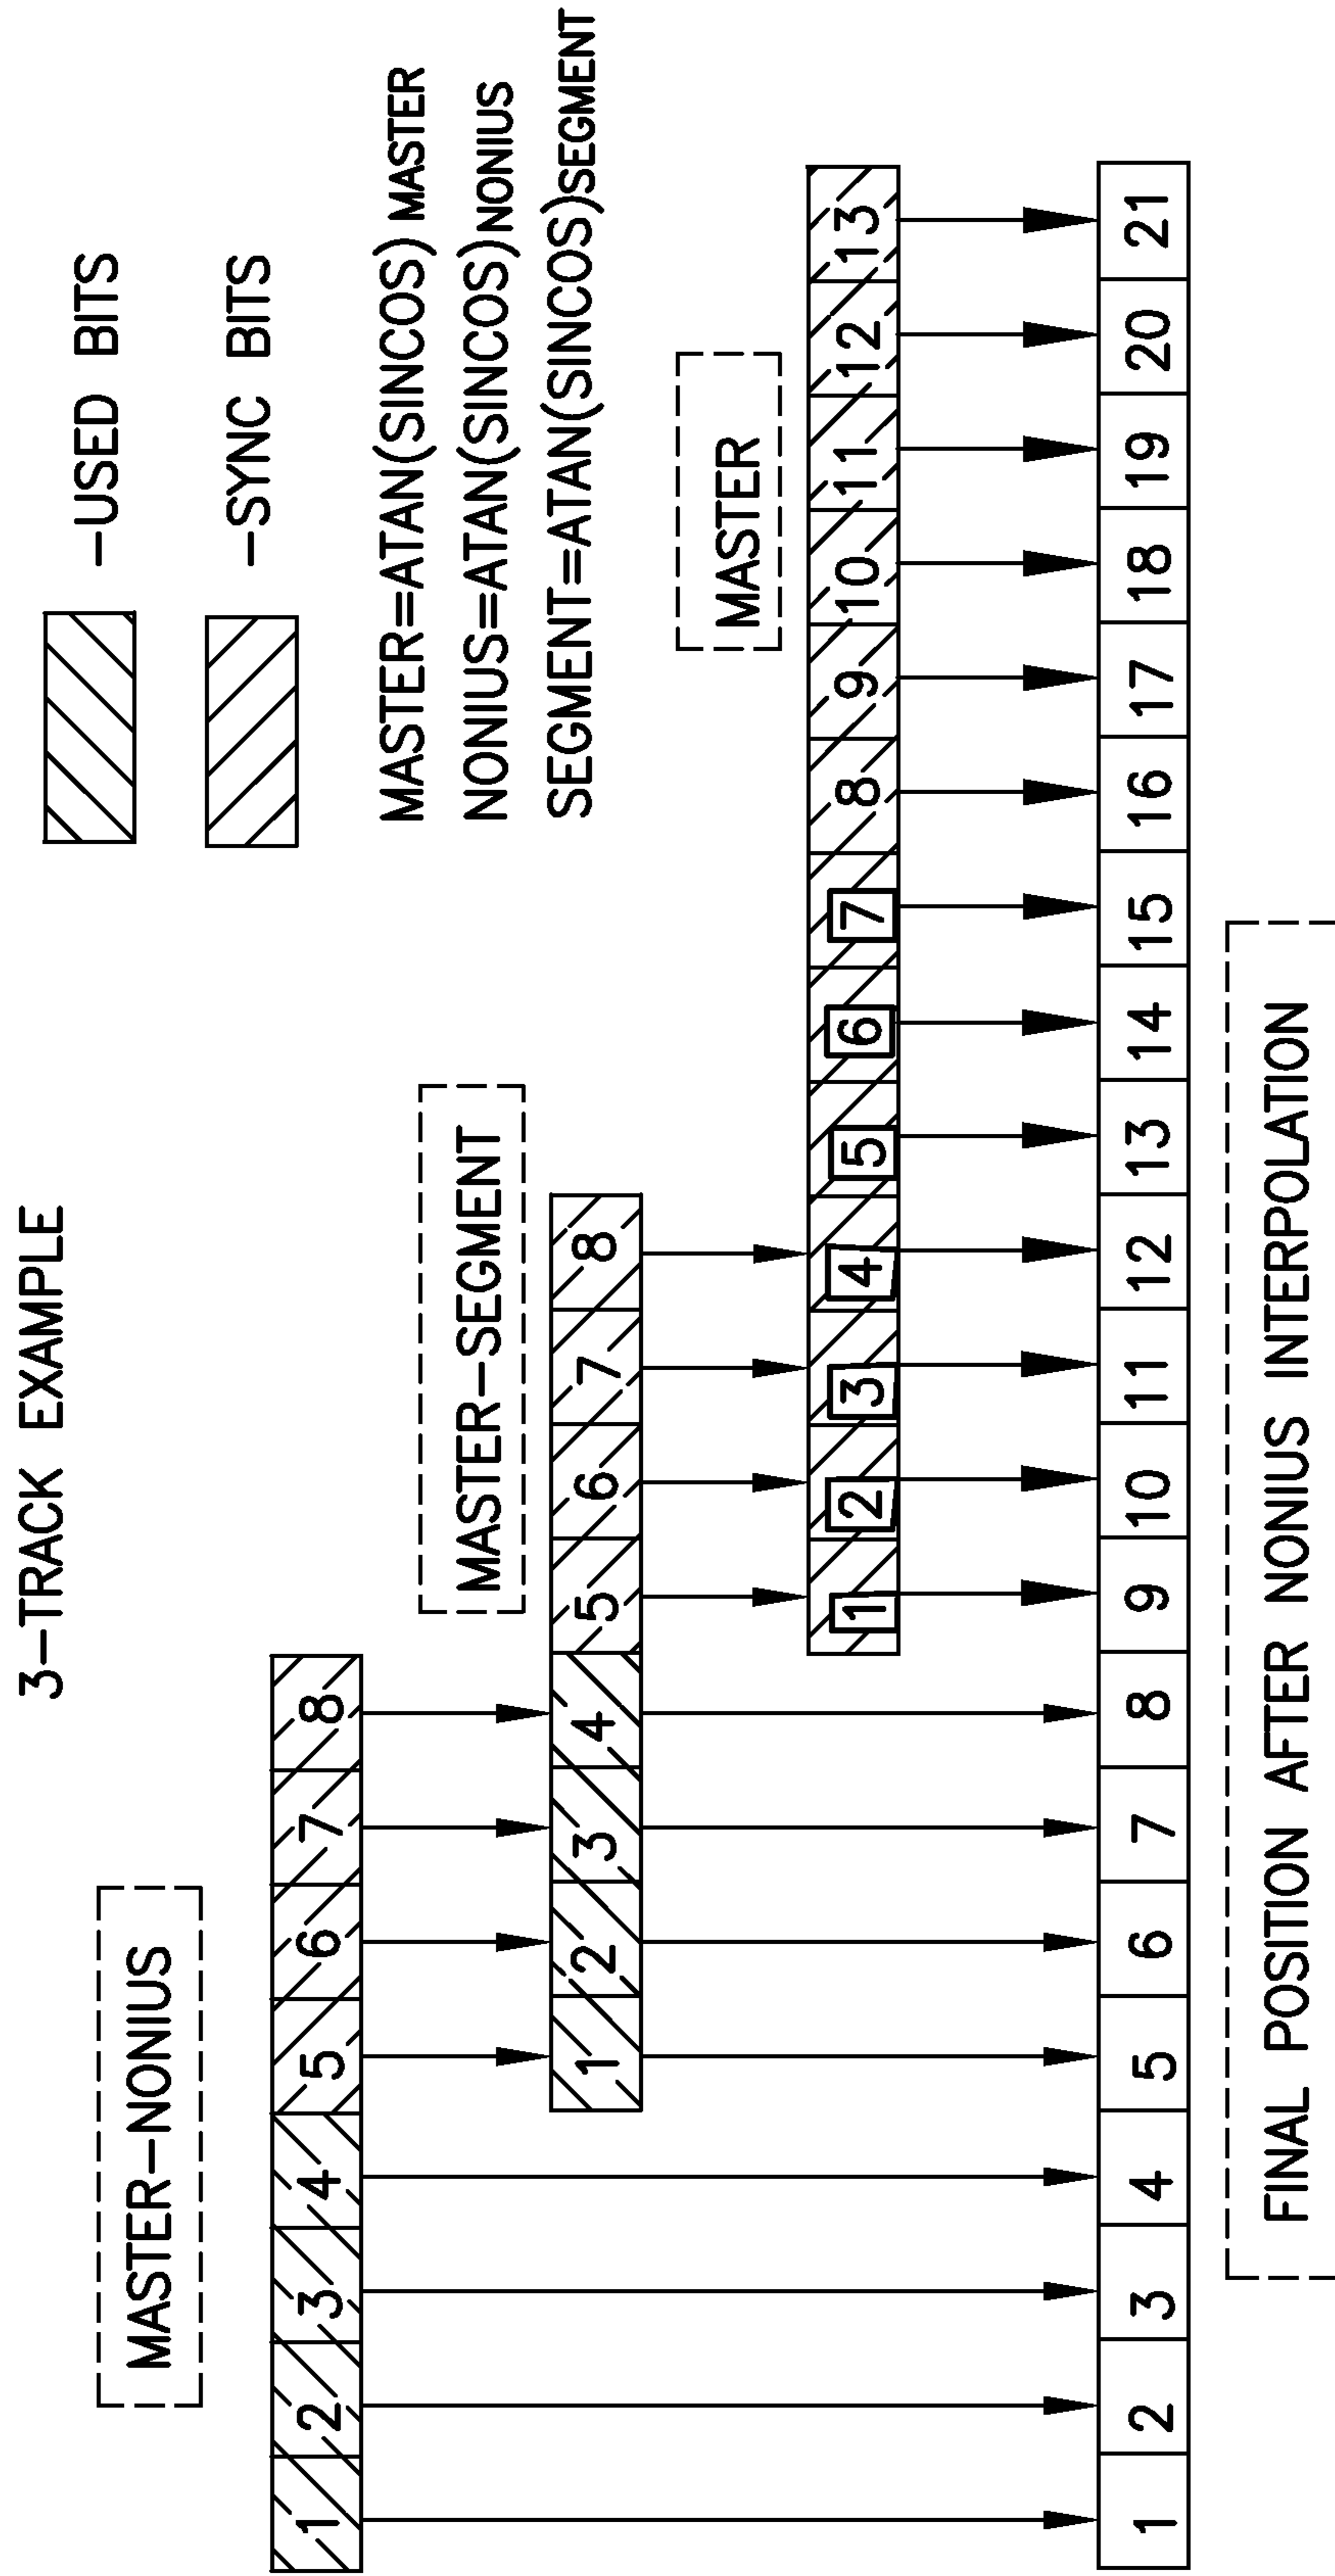 3-TRACK EXAMPLE
-USED BITS
-SYNC BITS
MASTER=ATAN(SINCOS)MASTER
NONIUS=ATAN(SINCOS)NONIUS
SEGMENT=ATAN(SINCOS)SEGMENT
MASTER-NONIUS
1 2 3 4 5 6 7 8
MASTER-SEGMENT
1 2 3 4 5 6 7 8
MASTER
1 2 3 4 5 6 7 8 9 10 11 12 13
1 2 3 4 5 6 7 8 9 10 11 12 13 14 15 16 17 18 19 20 21
FINAL POSITION AFTER NONIUS INTERPOLATION